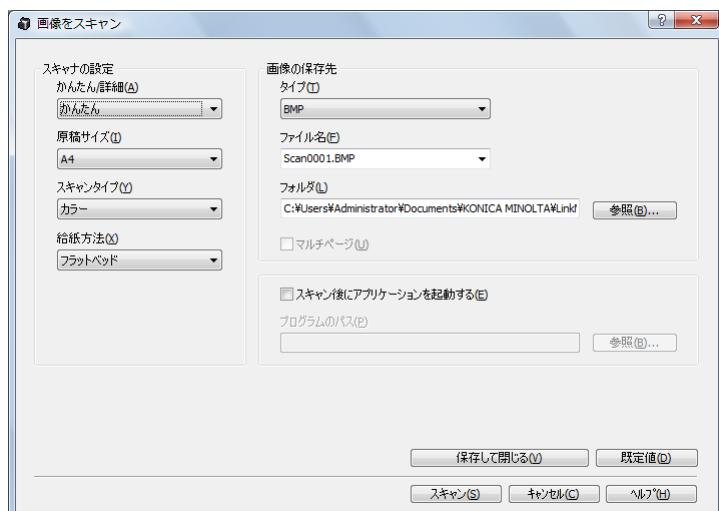 画像をスキャン
スキャナの設定
かんたん/詳細(A)
かんたん
原稿サイズ(I)
A4
スキャンタイプ(Y)
カラー
給紙方法(X)
フラットベッド
画像の保存先
タイプ(T)
BMP
ファイル名(F)
Scan0001.BMP
フォルダ(L)
C:¥Users¥Administrator¥Documents¥KONICA MINOLTA¥Link
参照(B)...
マルチページ(U)
スキャン後にアプリケーションを起動する(E)
プログラムのパス(P)
参照(B)...
保存して閉じる(V) 既定値(D)
スキャン(S) キャンセル(C) ヘルプ(H)